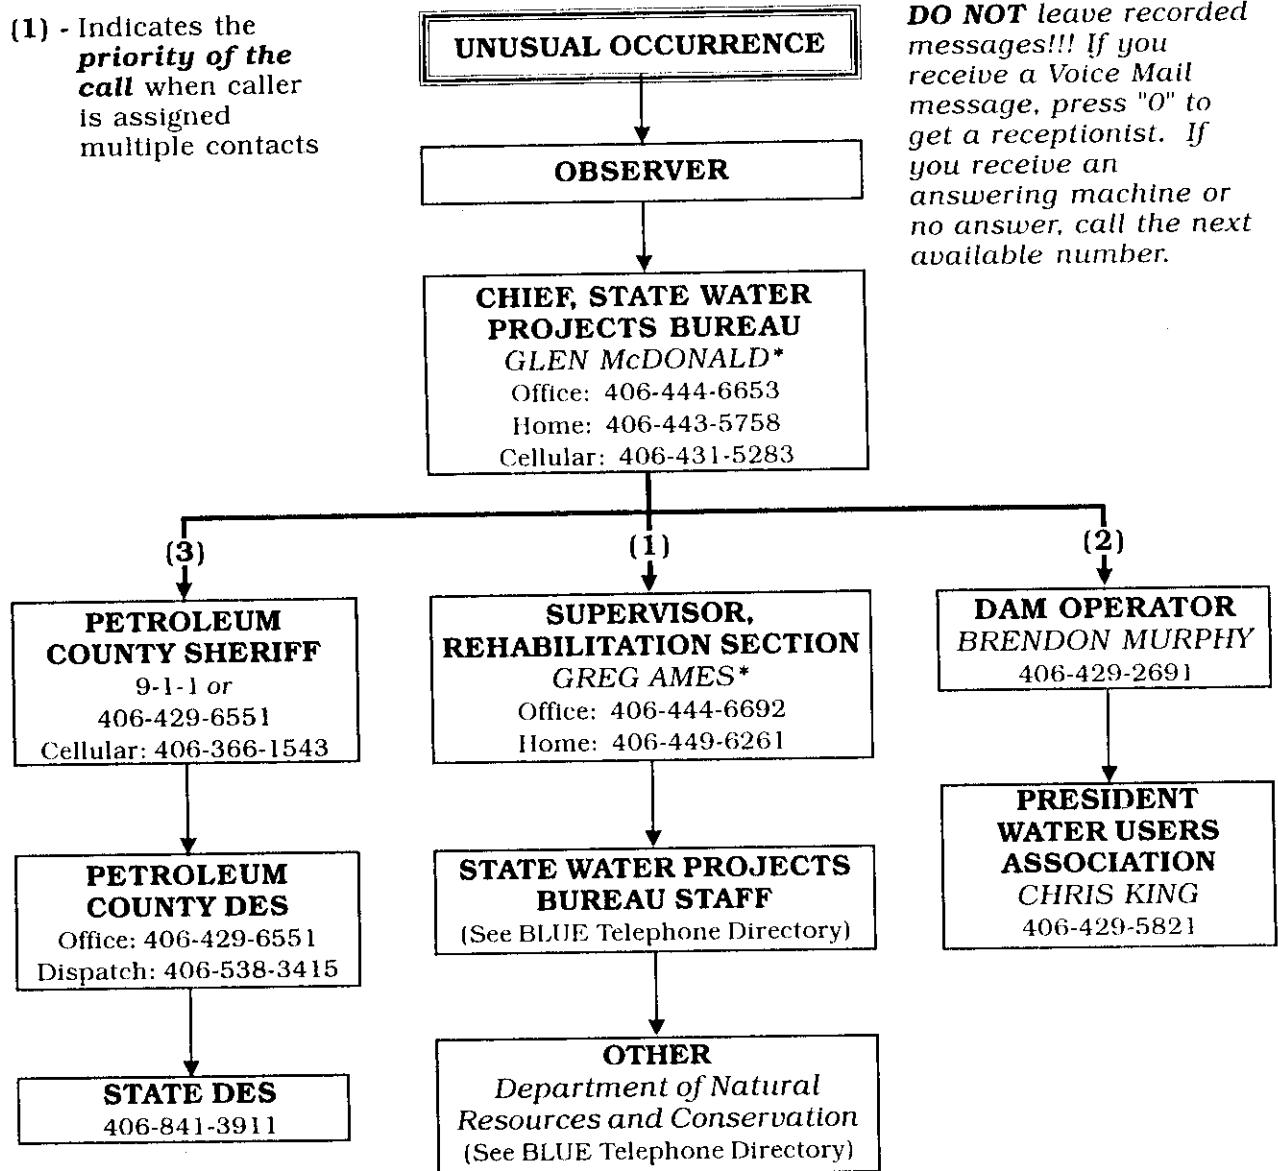 (1) - Indicates the
priority of the
call when caller
is assigned
multiple contacts
UNUSUAL OCCURRENCE
DO NOT leave recorded
messages!!! If you
receive a Voice Mail
message, press "0" to
get a receptionist. If
you receive an
answering machine or
no answer, call the next
available number.
OBSERVER
CHIEF, STATE WATER
PROJECTS BUREAU
GLEN McDONALD*
Office: 406-444-6653
Home: 406-443-5758
Cellular: 406-431-5283
(3)
(1)
(2)
PETROLEUM
COUNTY SHERIFF
9-1-1 or
406-429-6551
Cellular: 406-366-1543
SUPERVISOR,
REHABILITATION SECTION
GREG AMES*
Office: 406-444-6692
Home: 406-449-6261
DAM OPERATOR
BRENDON MURPHY
406-429-2691
PETROLEUM
COUNTY DES
Office: 406-429-6551
Dispatch: 406-538-3415
STATE WATER PROJECTS
BUREAU STAFF
(See BLUE Telephone Directory)
PRESIDENT
WATER USERS
ASSOCIATION
CHRIS KING
406-429-5821
STATE DES
406-841-3911
OTHER
Department of Natural
Resources and Conservation
(See BLUE Telephone Directory)